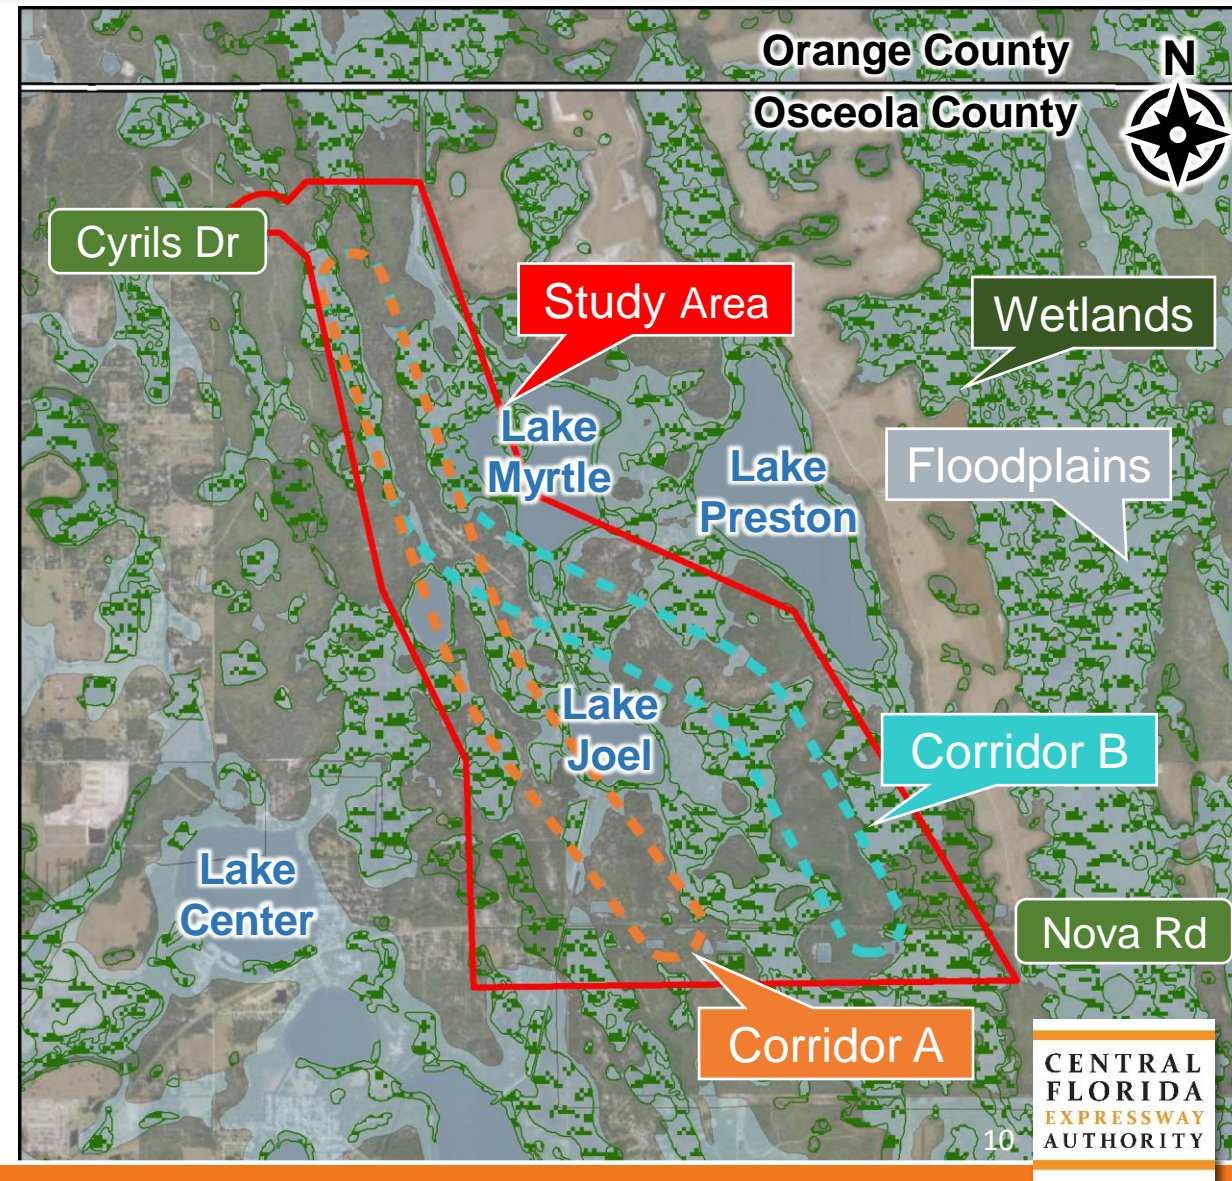 Orange County
N
Osceola County
Cyrils Dr
Study Area
Wetlands
Lake
Myrtle
Lake
Preston
Floodplains
Lake
Joel
Corridor B
Lake
Center
Nova Rd
Corridor A
CENTRAL
FLORIDA
EXPRESSWAY
AUTHORITY
10